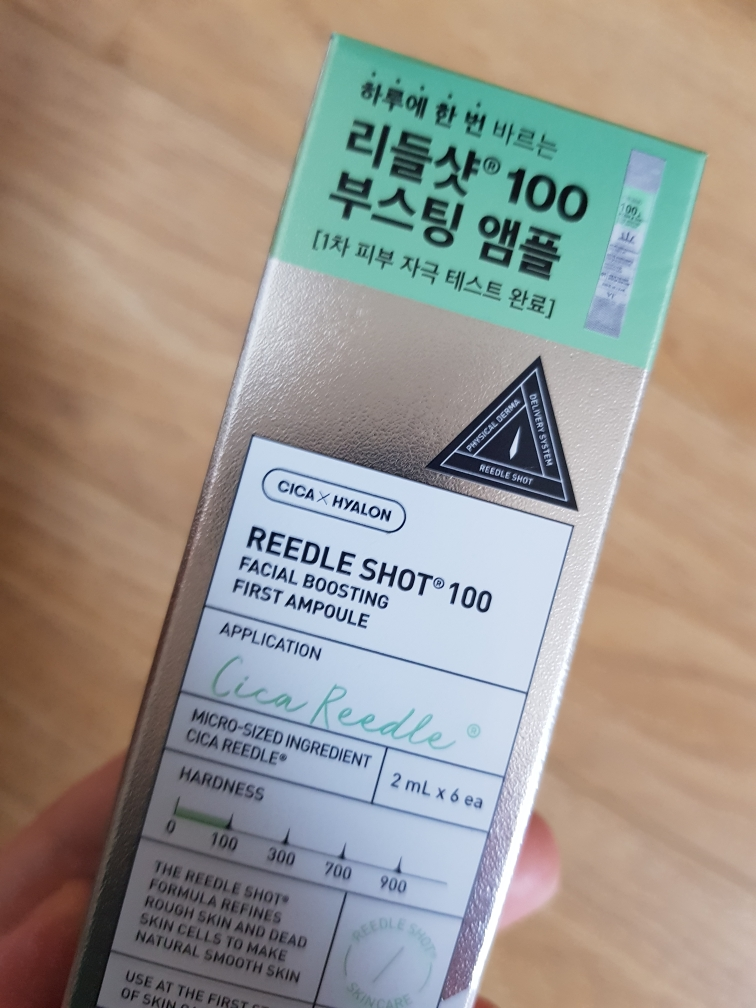 하루에 한 번 바르는
리들샷® 100
부스팅 앰플
[1차 피부 자극 테스트 완료]
100
PHYSICAL DERMA
DELIVERY SYSTEM
REEDLE SHOT
CICA×HYALON
REEDLE SHOT® 100
FACIAL BOOSTING
FIRST AMPOULE
APPLICATION
Cica Reedle®
MICRO-SIZED INGREDIENT
CICA REEDLE®
2 mL x 6 ea
HARDNESS
0 100 300 700 900
THE REEDLE SHOT®
FORMULA REFINES
ROUGH SKIN AND DEAD
SKIN CELLS TO MAKE
NATURAL SMOOTH SKIN
REEDLE SHOT®
SKINCARE
USE AT THE FIRST
OF SKIN